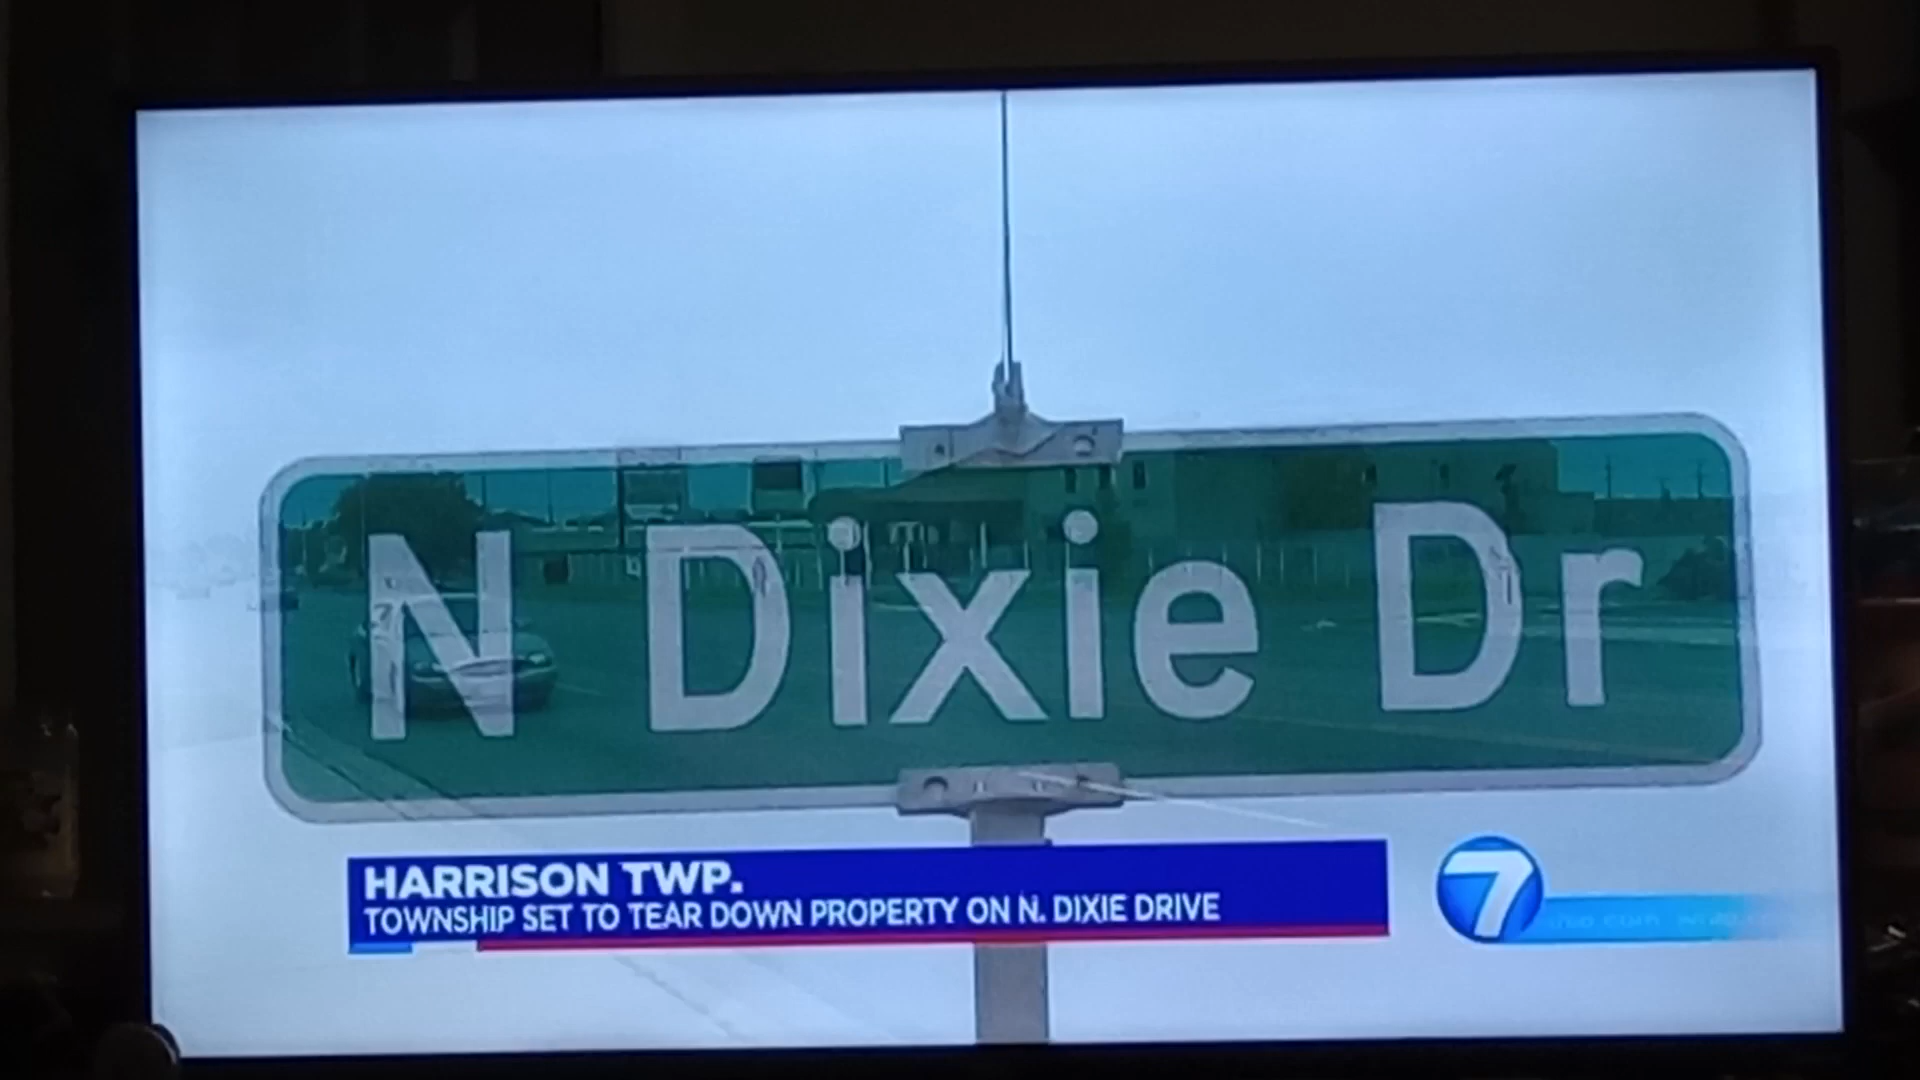 N Dixie Dr
HARRISON TWP.
TOWNSHIP SET TO TEAR DOWN PROPERTY ON N. DIXIE DRIVE
7